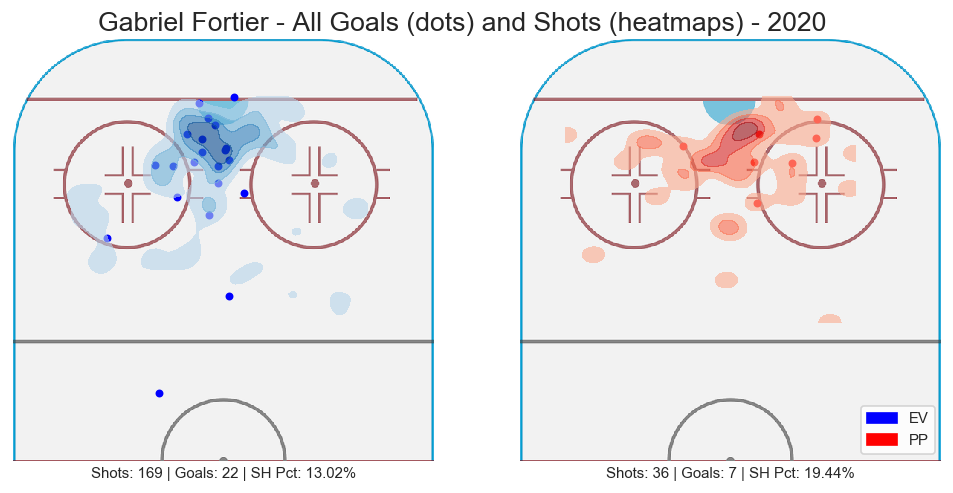 Gabriel Fortier - All Goals (dots) and Shots (heatmaps) - 2020
EV
PP
Shots: 169 | Goals: 22 | SH Pct: 13.02%
Shots: 36 | Goals: 7 | SH Pct: 19.44%